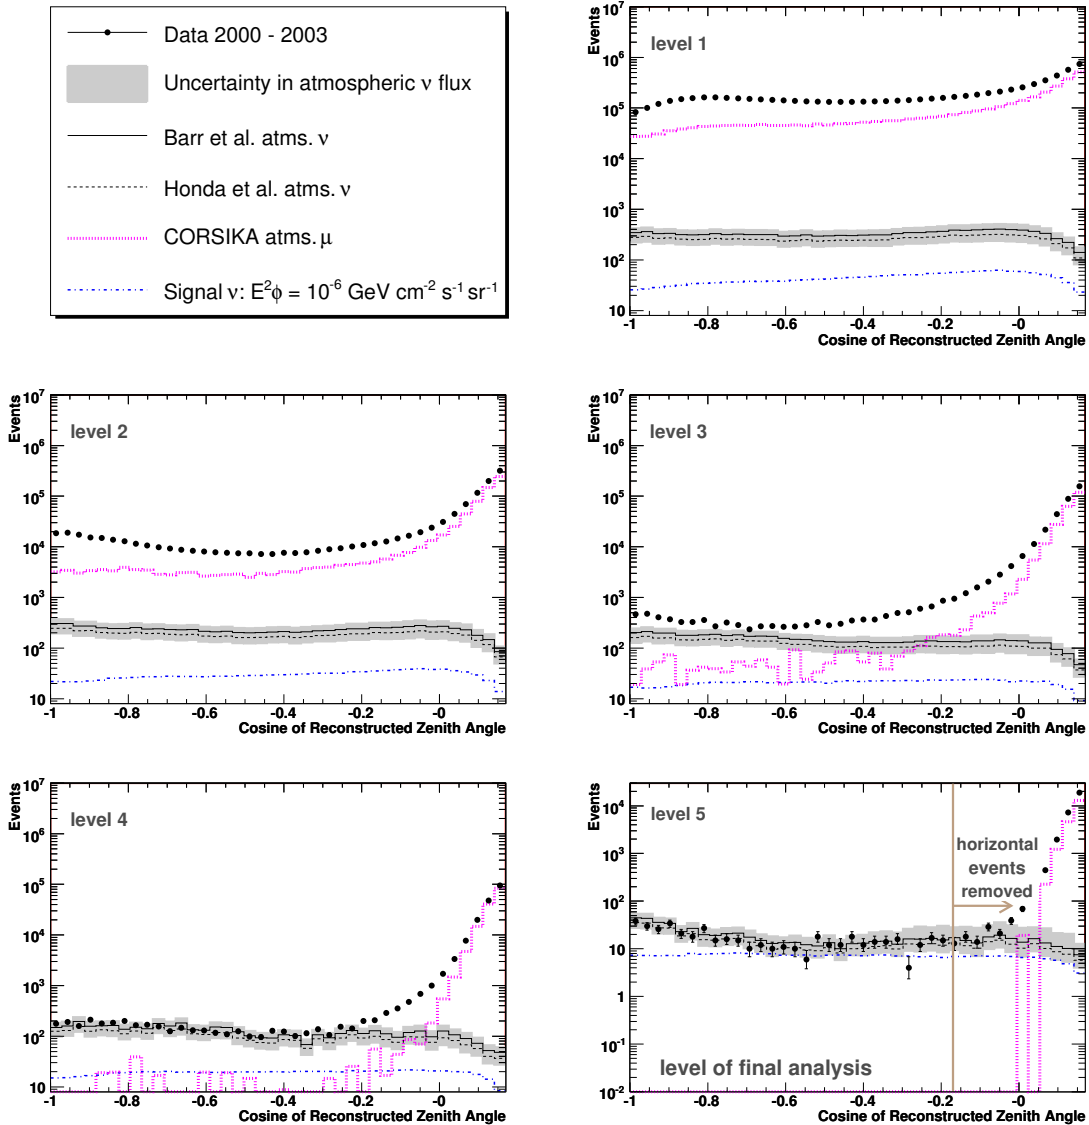 Data 2000 - 2003
Uncertainty in atmospheric ν flux
Barr et al. atms. ν
Honda et al. atms. ν
CORSIKA atms. μ
Signal ν: E²ϕ = 10⁻⁶ GeV cm⁻² s⁻¹ sr⁻¹
Events
level 1
10⁷
10⁶
10⁵
10⁴
10³
10²
10
-1 -0.8 -0.6 -0.4 -0.2 -0
Cosine of Reconstructed Zenith Angle
Events
level 2
10⁷
10⁶
10⁵
10⁴
10³
10²
10
-1 -0.8 -0.6 -0.4 -0.2 -0
Cosine of Reconstructed Zenith Angle
Events
level 3
10⁷
10⁶
10⁵
10⁴
10³
10²
10
-1 -0.8 -0.6 -0.4 -0.2 -0
Cosine of Reconstructed Zenith Angle
Events
level 4
10⁷
10⁶
10⁵
10⁴
10³
10²
10
-1 -0.8 -0.6 -0.4 -0.2 -0
Cosine of Reconstructed Zenith Angle
Events
level 5
10⁴
10³
10²
10
1
10⁻¹
10⁻²
horizontal
events
removed
level of final analysis
-1 -0.8 -0.6 -0.4 -0.2 -0
Cosine of Reconstructed Zenith Angle